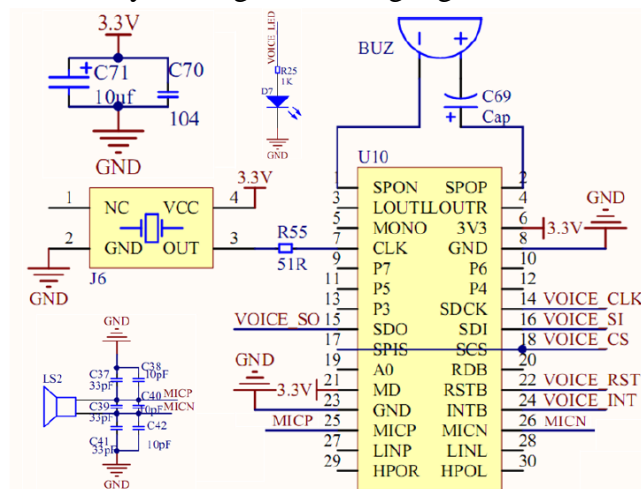 3.3V
C71
10uf
C70
104
GND
VOICE_LED
R25
1K
D7
GND
BUZ
C69
Cap
U10
1 NC VCC 4 3.3V
2 GND OUT 3
GND
J6
R55
51R
1 SPON SPOP 2
3 LOUTL LOUTR 4
5 MONO 3V3 6 3.3V
GND
7 CLK GND 8
9 P7 P6 10
11 P5 P4 12
13 P3 SDCK 14 VOICE_CLK
VOICE_SO 15 SDO SDI 16 VOICE_SI
17 SPIS SCS 18 VOICE_CS
19 A0 RDB 20
GND
3.3V 21 MD RSTB 22 VOICE_RST
23 GND INTB 24 VOICE_INT
MICP 25 MICP MICN 26 MICN
27 LINP LINL 28
29 HPOR HPOL 30
GND
LS2
C37
33pF
C38
10pF
MICP
C39
33pF
C40
10pF
MICN
C41
33pF
C42
10pF
GND